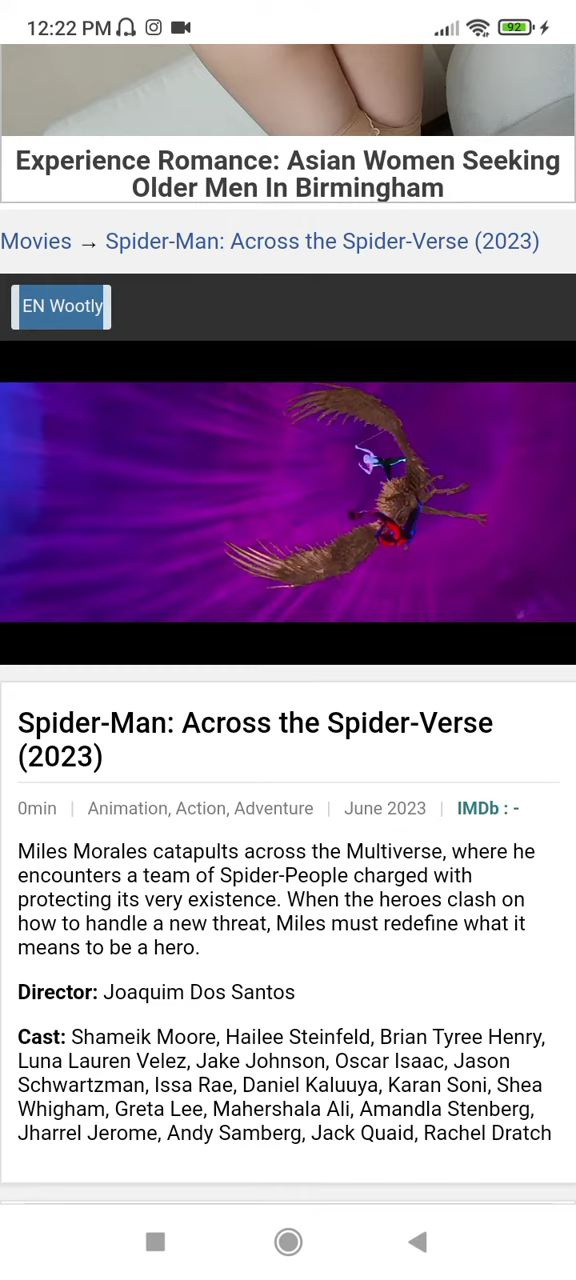 12:22 PM
92
Experience Romance: Asian Women Seeking
Older Men In Birmingham
Movies → Spider-Man: Across the Spider-Verse (2023)
EN Wootly
Spider-Man: Across the Spider-Verse
(2023)
0min | Animation, Action, Adventure | June 2023 | IMDb : -
Miles Morales catapults across the Multiverse, where he
encounters a team of Spider-People charged with
protecting its very existence. When the heroes clash on
how to handle a new threat, Miles must redefine what it
means to be a hero.
Director: Joaquim Dos Santos
Cast: Shameik Moore, Hailee Steinfeld, Brian Tyree Henry,
Luna Lauren Velez, Jake Johnson, Oscar Isaac, Jason
Schwartzman, Issa Rae, Daniel Kaluuya, Karan Soni, Shea
Whigham, Greta Lee, Mahershala Ali, Amandla Stenberg,
Jharrel Jerome, Andy Samberg, Jack Quaid, Rachel Dratch